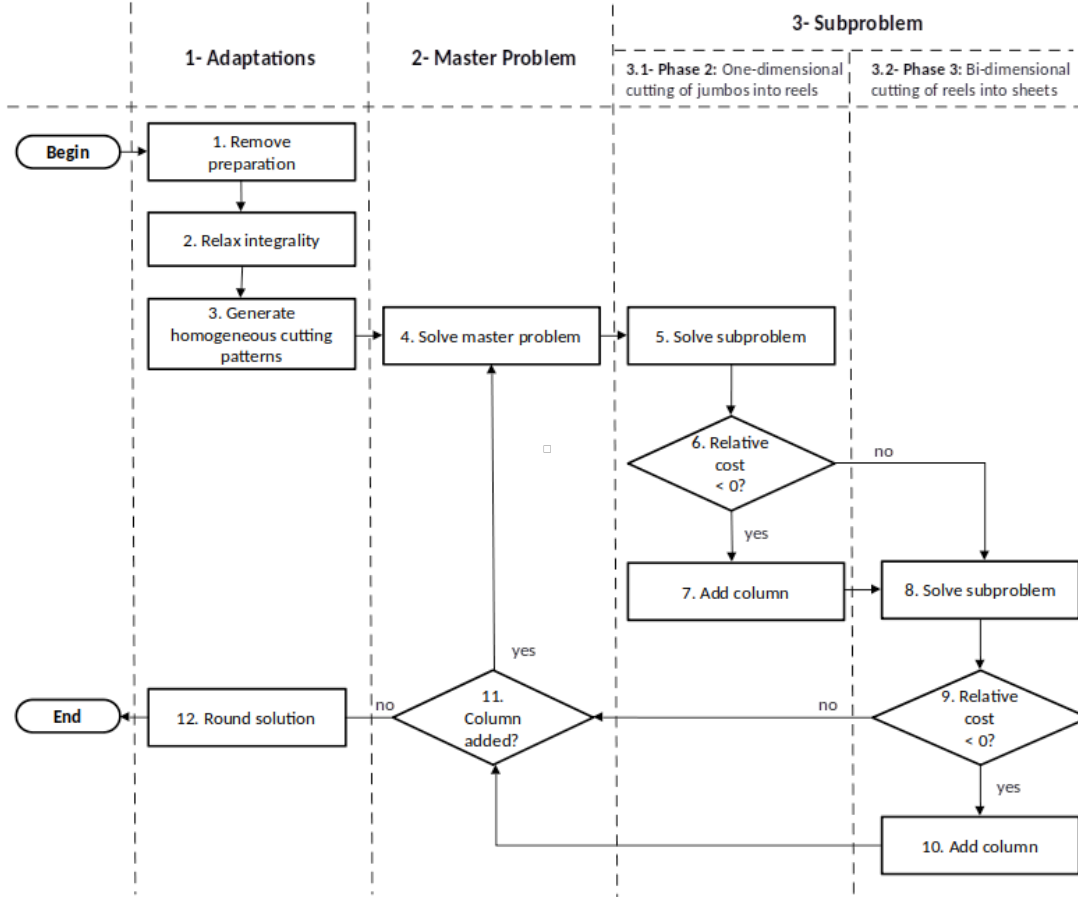 3- Subproblem
1- Adaptations
2- Master Problem
3.1- Phase 2: One-dimensional
cutting of jumbos into reels
3.2- Phase 3: Bi-dimensional
cutting of reels into sheets
Begin
1. Remove
preparation
2. Relax integrality
3. Generate
homogeneous cutting
patterns
4. Solve master problem
5. Solve subproblem
6. Relative
cost
< 0?
no
yes
7. Add column
8. Solve subproblem
yes
End
12. Round solution
no
11.
Column
added?
no
9. Relative
cost
< 0?
yes
10. Add column